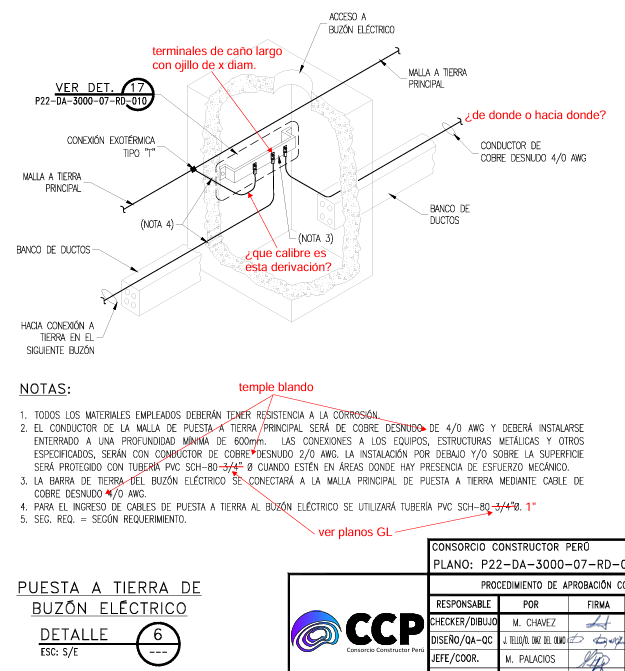 ACCESO A
BUZÓN ELÉCTRICO
terminales de caño largo
con ojillo de x diam.
MALLA A TIERRA
PRINCIPAL
VER DET. 17
P22-DA-3000-07-RD-010
¿de donde o hacia donde?
CONEXIÓN EXOTÉRMICA
TIPO "T"
CONDUCTOR DE
COBRE DESNUDO 4/0 AWG
MALLA A TIERRA
PRINCIPAL
BANCO DE
DUCTOS
(NOTA 4)
(NOTA 3)
BANCO DE DUCTOS
¿que calibre es
esta derivación?
HACIA CONEXIÓN A
TIERRA EN EL
SIGUIENTE BUZÓN
NOTAS:
temple blando
1. TODOS LOS MATERIALES EMPLEADOS DEBERÁN TENER RESISTENCIA A LA CORROSIÓN.
2. EL CONDUCTOR DE LA MALLA DE PUESTA A TIERRA PRINCIPAL SERÁ DE COBRE DESNUDO DE 4/0 AWG Y DEBERÁ INSTALARSE
ENTERRADO A UNA PROFUNDIDAD MÍNIMA DE 600mm. LAS CONEXIONES A LOS EQUIPOS, ESTRUCTURAS METÁLICAS Y OTROS
ESPECIFICADOS, SERÁN CON CONDUCTOR DE COBRE DESNUDO 2/0 AWG. LA INSTALACIÓN POR DEBAJO Y/O SOBRE LA SUPERFICIE
SERÁ PROTEGIDO CON TUBERÍA PVC SCH-80 3/4" Ø CUANDO ESTÉN EN ÁREAS DONDE HAY PRESENCIA DE ESFUERZO MECÁNICO.
3. LA BARRA DE TIERRA DEL BUZÓN ELÉCTRICO SE CONECTARÁ A LA MALLA PRINCIPAL DE PUESTA A TIERRA MEDIANTE CABLE DE
COBRE DESNUDO 4/0 AWG.
4. PARA EL INGRESO DE CABLES DE PUESTA A TIERRA AL BUZÓN ELÉCTRICO SE UTILIZARÁ TUBERÍA PVC SCH-80 3/4"Ø. 1"
5. SEG. REQ. = SEGÚN REQUERIMIENTO.
ver planos GL
CONSORCIO CONSTRUCTOR PERÚ
PLANO: P22-DA-3000-07-RD-0
PROCEDIMIENTO DE APROBACIÓN CO
RESPONSABLE POR FIRMA
CHECKER/DIBUJO M. CHAVEZ
DISEÑO/QA-QC J. TELLO/D. DIAZ DEL OLMO
JEFE/COOR. M. PALACIOS
PUESTA A TIERRA DE
BUZÓN ELÉCTRICO
DETALLE 6
ESC: S/E ---
CCP
Consorcio Constructor Perú